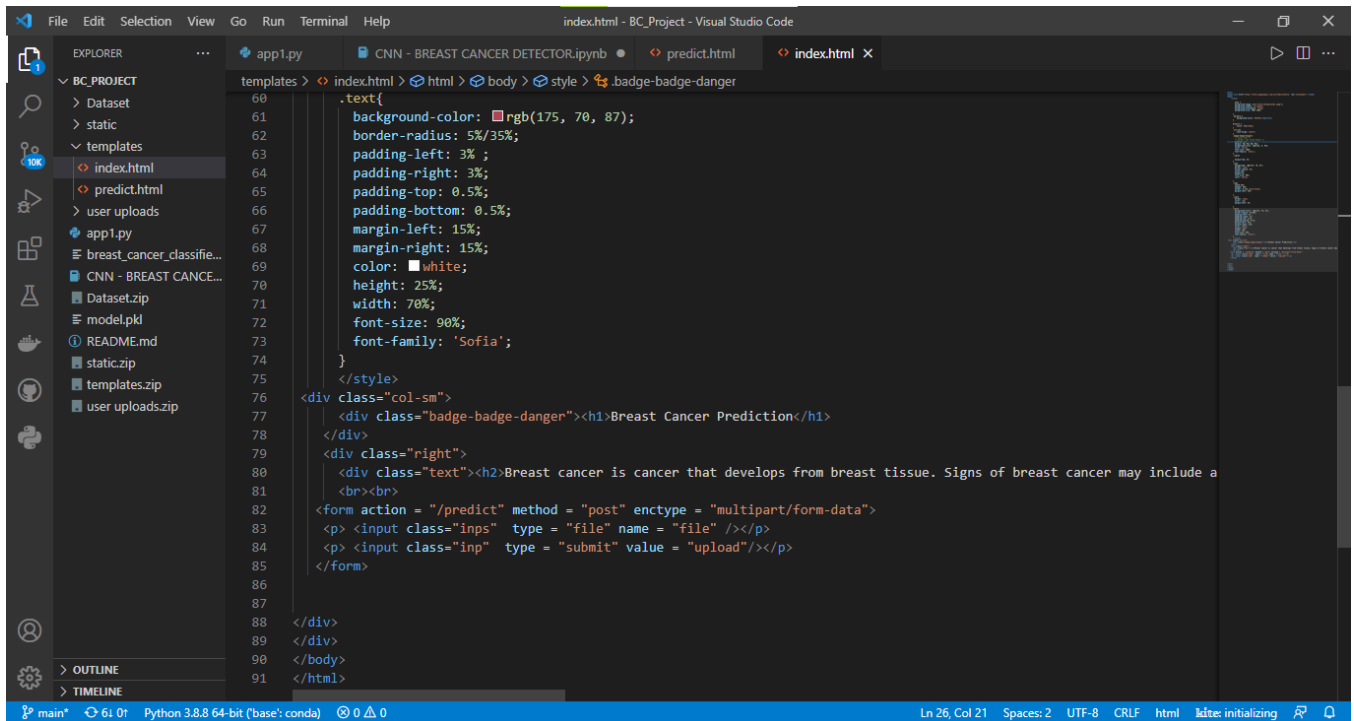 File Edit Selection View Go Run Terminal Help index.html - BC_Project - Visual Studio Code
EXPLORER ...
app1.py CNN - BREAST CANCER DETECTOR.ipynb predict.html index.html
1
10K
BC_PROJECT
Dataset
static
templates
index.html
predict.html
user uploads
app1.py
breast_cancer_classifie...
CNN - BREAST CANCE...
Dataset.zip
model.pkl
README.md
static.zip
templates.zip
user uploads.zip
OUTLINE
TIMELINE
templates > index.html > html > body > style > .badge-badge-danger
60 .text{
61 background-color: rgb(175, 70, 87);
62 border-radius: 5%/35%;
63 padding-left: 3% ;
64 padding-right: 3%;
65 padding-top: 0.5%;
66 padding-bottom: 0.5%;
67 margin-left: 15%;
68 margin-right: 15%;
69 color: white;
70 height: 25%;
71 width: 70%;
72 font-size: 90%;
73 font-family: 'Sofia';
74 }
75 </style>
76 <div class="col-sm">
77 <div class="badge-badge-danger"><h1>Breast Cancer Prediction</h1>
78 </div>
79 <div class="right">
80 <div class="text"><h2>Breast cancer is cancer that develops from breast tissue. Signs of breast cancer may include a
81 <br><br>
82 <form action = "/predict" method = "post" enctype = "multipart/form-data">
83 <p> <input class="inps" type = "file" name = "file" /></p>
84 <p> <input class="inp" type = "submit" value = "upload"/></p>
85 </form>
86
87
88 </div>
89 </div>
90 </body>
91 </html>
main* 6↓ 0↑ Python 3.8.8 64-bit ('base': conda) 0 0 Ln 26, Col 21 Spaces: 2 UTF-8 CRLF html kite: initializing